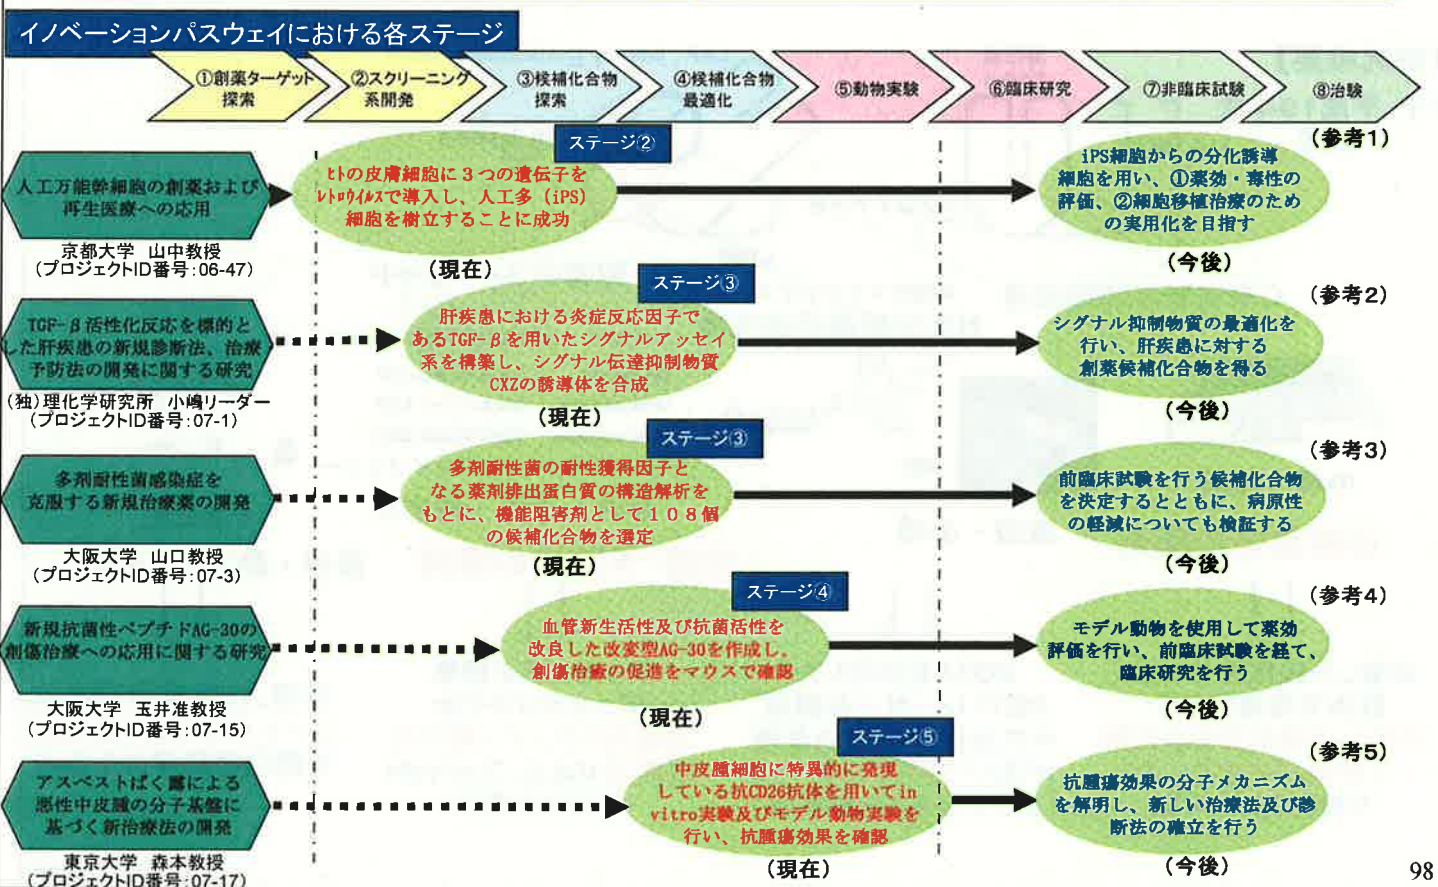 イノベーションパスウェイにおける各ステージ
①創薬ターゲット
探索
②スクリーニング
系開発
③候補化合物
探索
④候補化合物
最適化
⑤動物実験
⑥臨床研究
⑦非臨床試験
⑧治験
人工万能幹細胞の創薬および
再生医療への応用
京都大学 山中教授
(プロジェクトID番号:06-47)
ステージ②
ヒトの皮膚細胞に3つの遺伝子を
レトロウイルスで導入し、人工多(iPS)
細胞を樹立することに成功
(現在)
(参考1)
iPS細胞からの分化誘導
細胞を用い、①薬効・毒性の
評価、②細胞移植治療のため
の実用化を目指す
(今後)
TGF-β活性化反応を標的と
した肝疾患の新規診断法、治療
予防法の開発に関する研究
(独)理化学研究所 小嶋リーダー
(プロジェクトID番号:07-1)
ステージ③
肝疾患における炎症反応因子で
あるTGF-βを用いたシグナルアッセイ
系を構築し、シグナル伝達抑制物質
CXZの誘導体を合成
(現在)
(参考2)
シグナル抑制物質の最適化を
行い、肝疾患に対する
創薬候補化合物を得る
(今後)
多剤耐性菌感染症を
克服する新規治療薬の開発
大阪大学 山口教授
(プロジェクトID番号:07-3)
ステージ③
多剤耐性菌の耐性獲得因子と
なる薬剤排出蛋白質の構造解析を
もとに、機能阻害剤として108個
の候補化合物を選定
(現在)
(参考3)
前臨床試験を行う候補化合物
を決定するとともに、病原性
の軽減についても検証する
(今後)
新規抗菌性ペプチドAG-30の
創傷治療への応用に関する研究
大阪大学 玉井准教授
(プロジェクトID番号:07-15)
ステージ④
血管新生活性及び抗菌活性を
改良した改変型AG-30を作成し、
創傷治癒の促進をマウスで確認
(現在)
(参考4)
モデル動物を使用して薬効
評価を行い、前臨床試験を経て、
臨床研究を行う
(今後)
アスベストばく露による
悪性中皮腫の分子基盤に
基づく新治療法の開発
東京大学 森本教授
(プロジェクトID番号:07-17)
ステージ⑤
中皮腫細胞に特異的に発現
している抗CD26抗体を用いてin
vitro実験及びモデル動物実験を
行い、抗腫瘍効果を確認
(現在)
(参考5)
抗腫瘍効果の分子メカニズム
を解明し、新しい治療法及び診
断法の確立を行う
(今後)
98